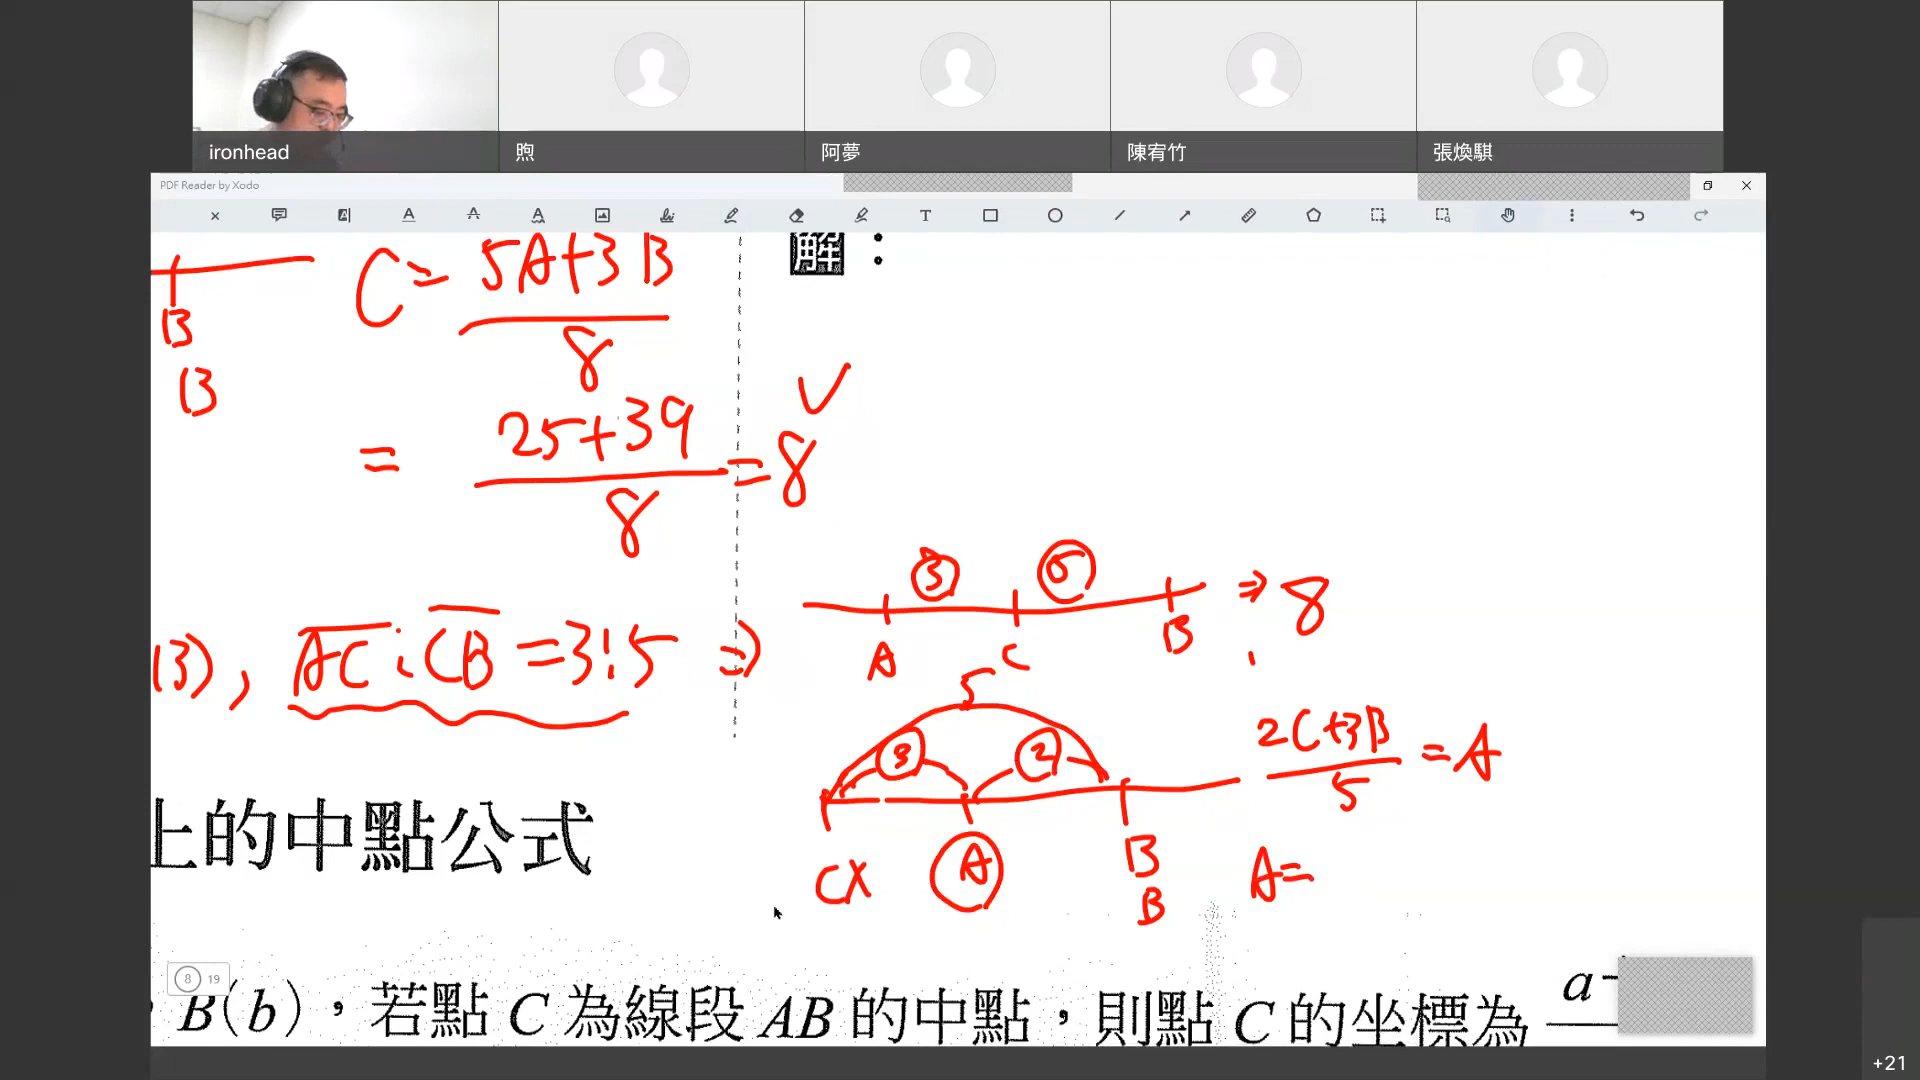 ironhead
煦
阿夢
陳宥竹
張煥騏
PDF Reader by Xodo
解：
C = 5A+3B
8
B
B
= 25+39 = 8
8
③ ⑤ ⇒ 8
A C B
13), AC : CB = 3:5 ⇒
5
③ ②
2C+3B = A
5
CX A B
B
A=
上的中點公式
8 19
B(b)，若點 C 為線段 AB 的中點，則點 C 的坐標為 a
+21